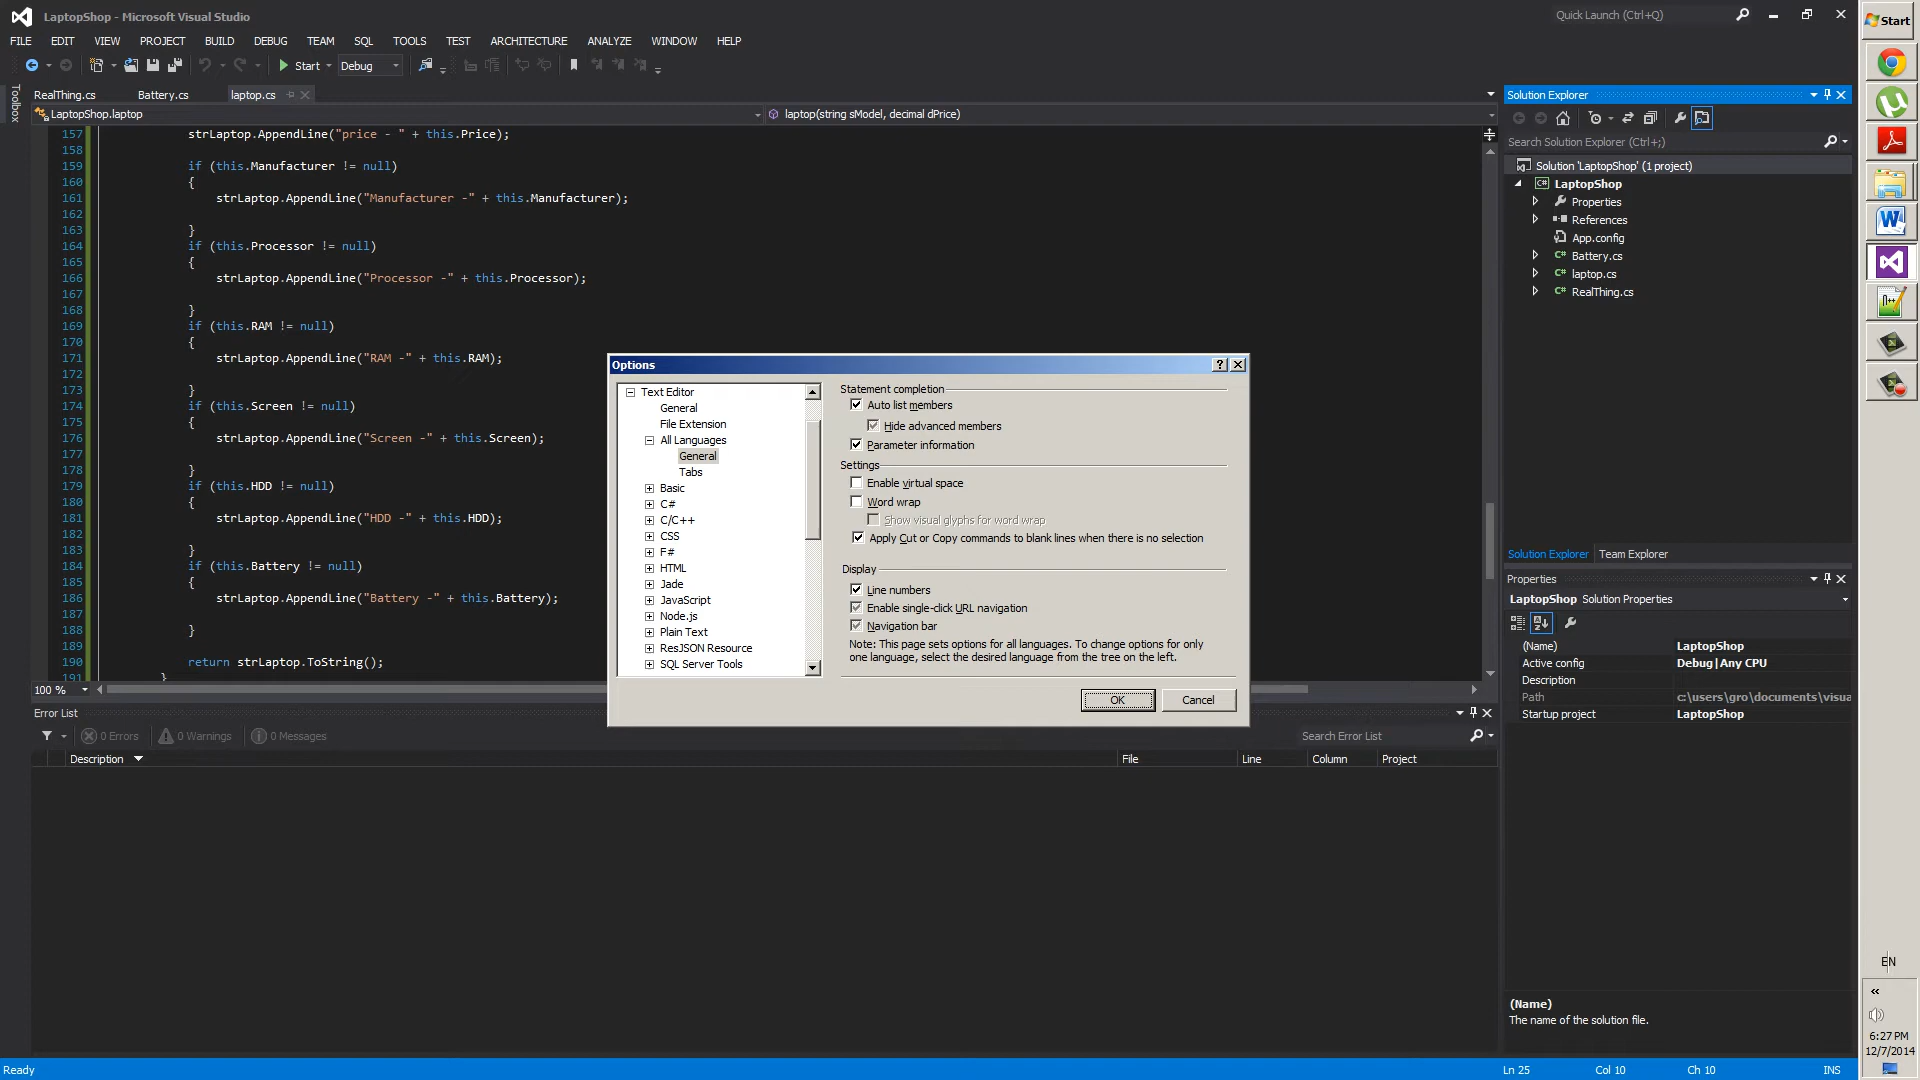 LaptopShop - Microsoft Visual Studio
Quick Launch (Ctrl+Q)
FILE EDIT VIEW PROJECT BUILD DEBUG TEAM SQL TOOLS TEST ARCHITECTURE ANALYZE WINDOW HELP
Start Debug
Toolbox
RealThing.cs Battery.cs laptop.cs
LaptopShop.laptop laptop(string sModel, decimal dPrice)
157 strLaptop.AppendLine("price - " + this.Price);
158
159 if (this.Manufacturer != null)
160 {
161 strLaptop.AppendLine("Manufacturer -" + this.Manufacturer);
162
163 }
164 if (this.Processor != null)
165 {
166 strLaptop.AppendLine("Processor -" + this.Processor);
167
168 }
169 if (this.RAM != null)
170 {
171 strLaptop.AppendLine("RAM -" + this.RAM);
172
173 }
174 if (this.Screen != null)
175 {
176 strLaptop.AppendLine("Screen -" + this.Screen);
177
178 }
179 if (this.HDD != null)
180 {
181 strLaptop.AppendLine("HDD -" + this.HDD);
182
183 }
184 if (this.Battery != null)
185 {
186 strLaptop.AppendLine("Battery -" + this.Battery);
187
188 }
189
190 return strLaptop.ToString();
191 }
100 %
Options
Text Editor
General
File Extension
All Languages
General
Tabs
Basic
C#
C/C++
CSS
F#
HTML
Jade
JavaScript
Node.js
Plain Text
ResJSON Resource
SQL Server Tools
Statement completion
Auto list members
Hide advanced members
Parameter information
Settings
Enable virtual space
Word wrap
Show visual glyphs for word wrap
Apply Cut or Copy commands to blank lines when there is no selection
Display
Line numbers
Enable single-click URL navigation
Navigation bar
Note: This page sets options for all languages. To change options for only
one language, select the desired language from the tree on the left.
OK Cancel
Error List
0 Errors 0 Warnings 0 Messages
Search Error List
Description File Line Column Project
Solution Explorer
Search Solution Explorer (Ctrl+;)
Solution 'LaptopShop' (1 project)
C# LaptopShop
Properties
References
App.config
C# Battery.cs
C# laptop.cs
C# RealThing.cs
Solution Explorer Team Explorer
Properties
LaptopShop Solution Properties
(Name) LaptopShop
Active config Debug|Any CPU
Description
Path c:\users\gro\documents\visua
Startup project LaptopShop
(Name)
The name of the solution file.
Start
EN
«
6:27 PM
12/7/2014
Ready
Ln 25 Col 10 Ch 10 INS